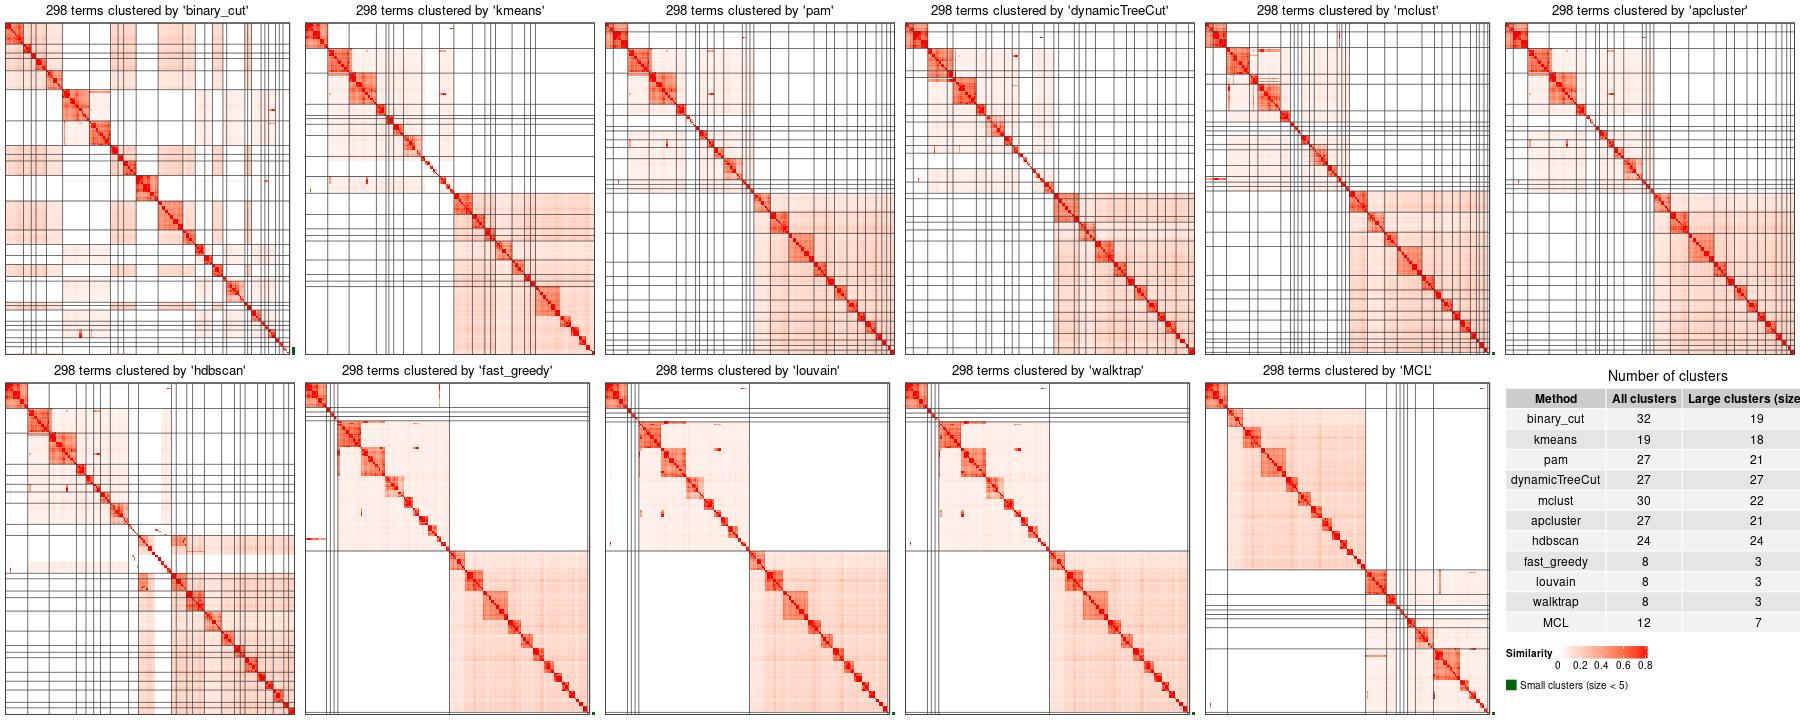 298 terms clustered by 'binary_cut'
298 terms clustered by 'kmeans'
298 terms clustered by 'pam'
298 terms clustered by 'dynamicTreeCut'
298 terms clustered by 'mclust'
298 terms clustered by 'apcluster'
298 terms clustered by 'hdbscan'
298 terms clustered by 'fast_greedy'
298 terms clustered by 'louvain'
298 terms clustered by 'walktrap'
298 terms clustered by 'MCL'
Number of clusters
Method All clusters Large clusters (size
binary_cut 32 19
kmeans 19 18
pam 27 21
dynamicTreeCut 27 27
mclust 30 22
apcluster 27 21
hdbscan 24 24
fast_greedy 8 3
louvain 8 3
walktrap 8 3
MCL 12 7
Similarity
0 0.2 0.4 0.6 0.8
Small clusters (size < 5)